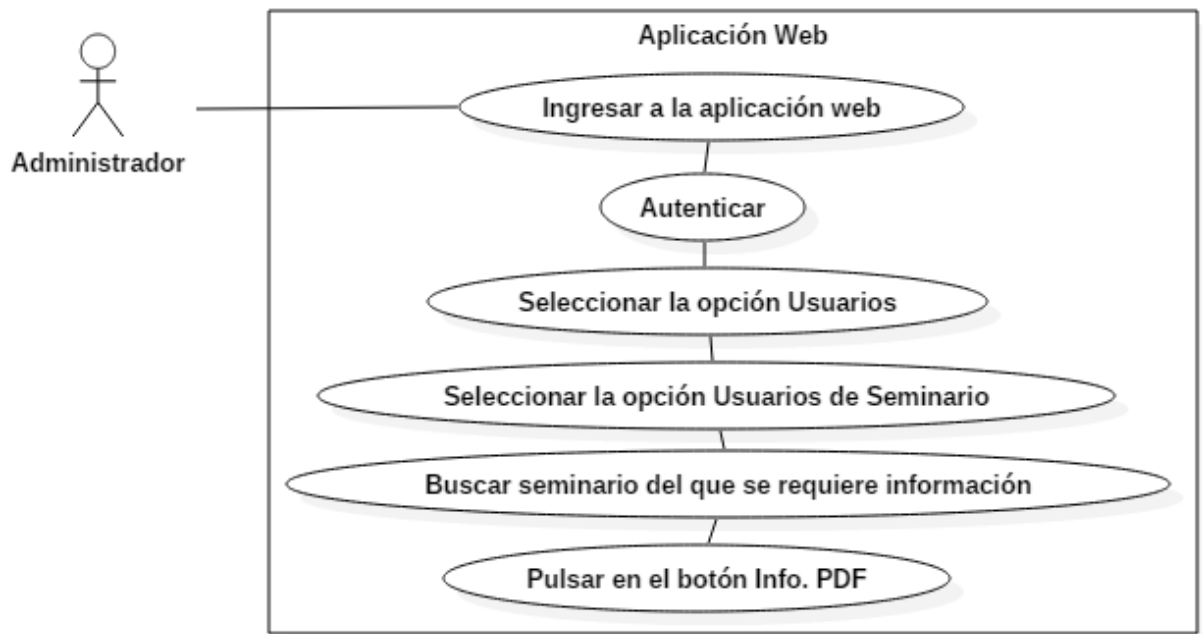 Aplicación Web
Ingresar a la aplicación web
Administrador
Autenticar
Seleccionar la opción Usuarios
Seleccionar la opción Usuarios de Seminario
Buscar seminario del que se requiere información
Pulsar en el botón Info. PDF